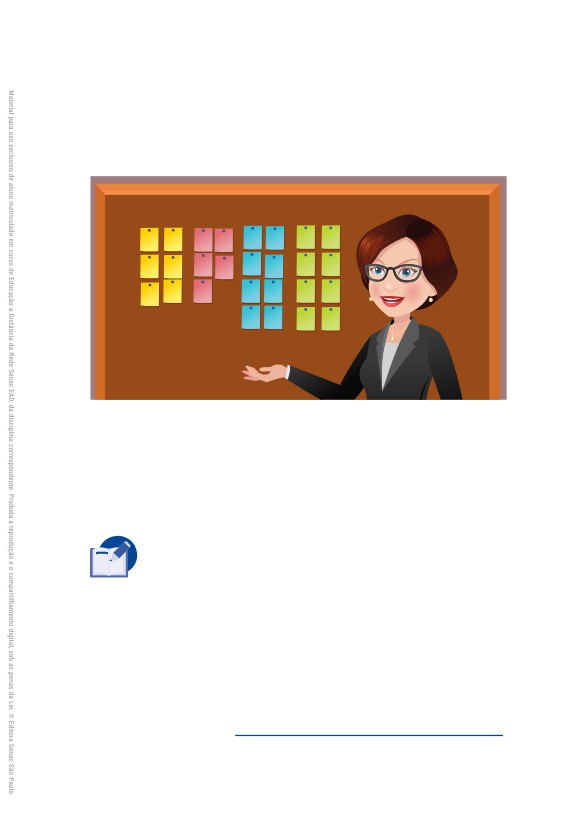 Material para uso exclusivo de aluno matriculado em curso de Educação a Distância da Rede Senac EAD, da disciplina correspondente. Proibida a reprodução e o compartilhamento digital, sob as penas da Lei. © Editora Senac São Paulo.